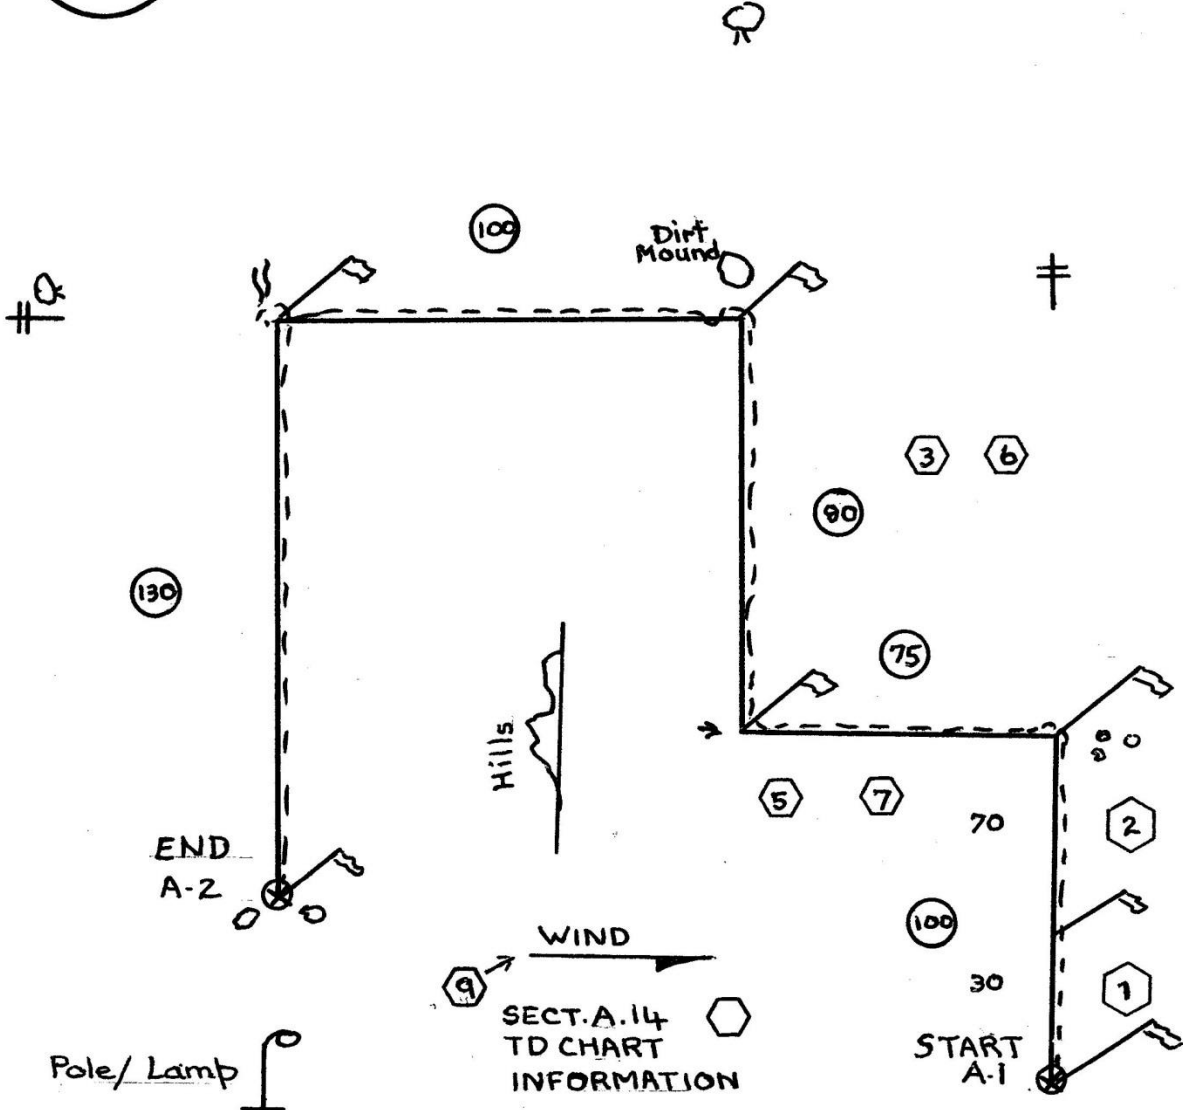 100
Dirt
Mound
3
6
90
130
75
Hills
5
7
70
2
END
A-2
100
WIND
9
30
1
SECT.A.14
TD CHART
INFORMATION
START
A-1
Pole/Lamp